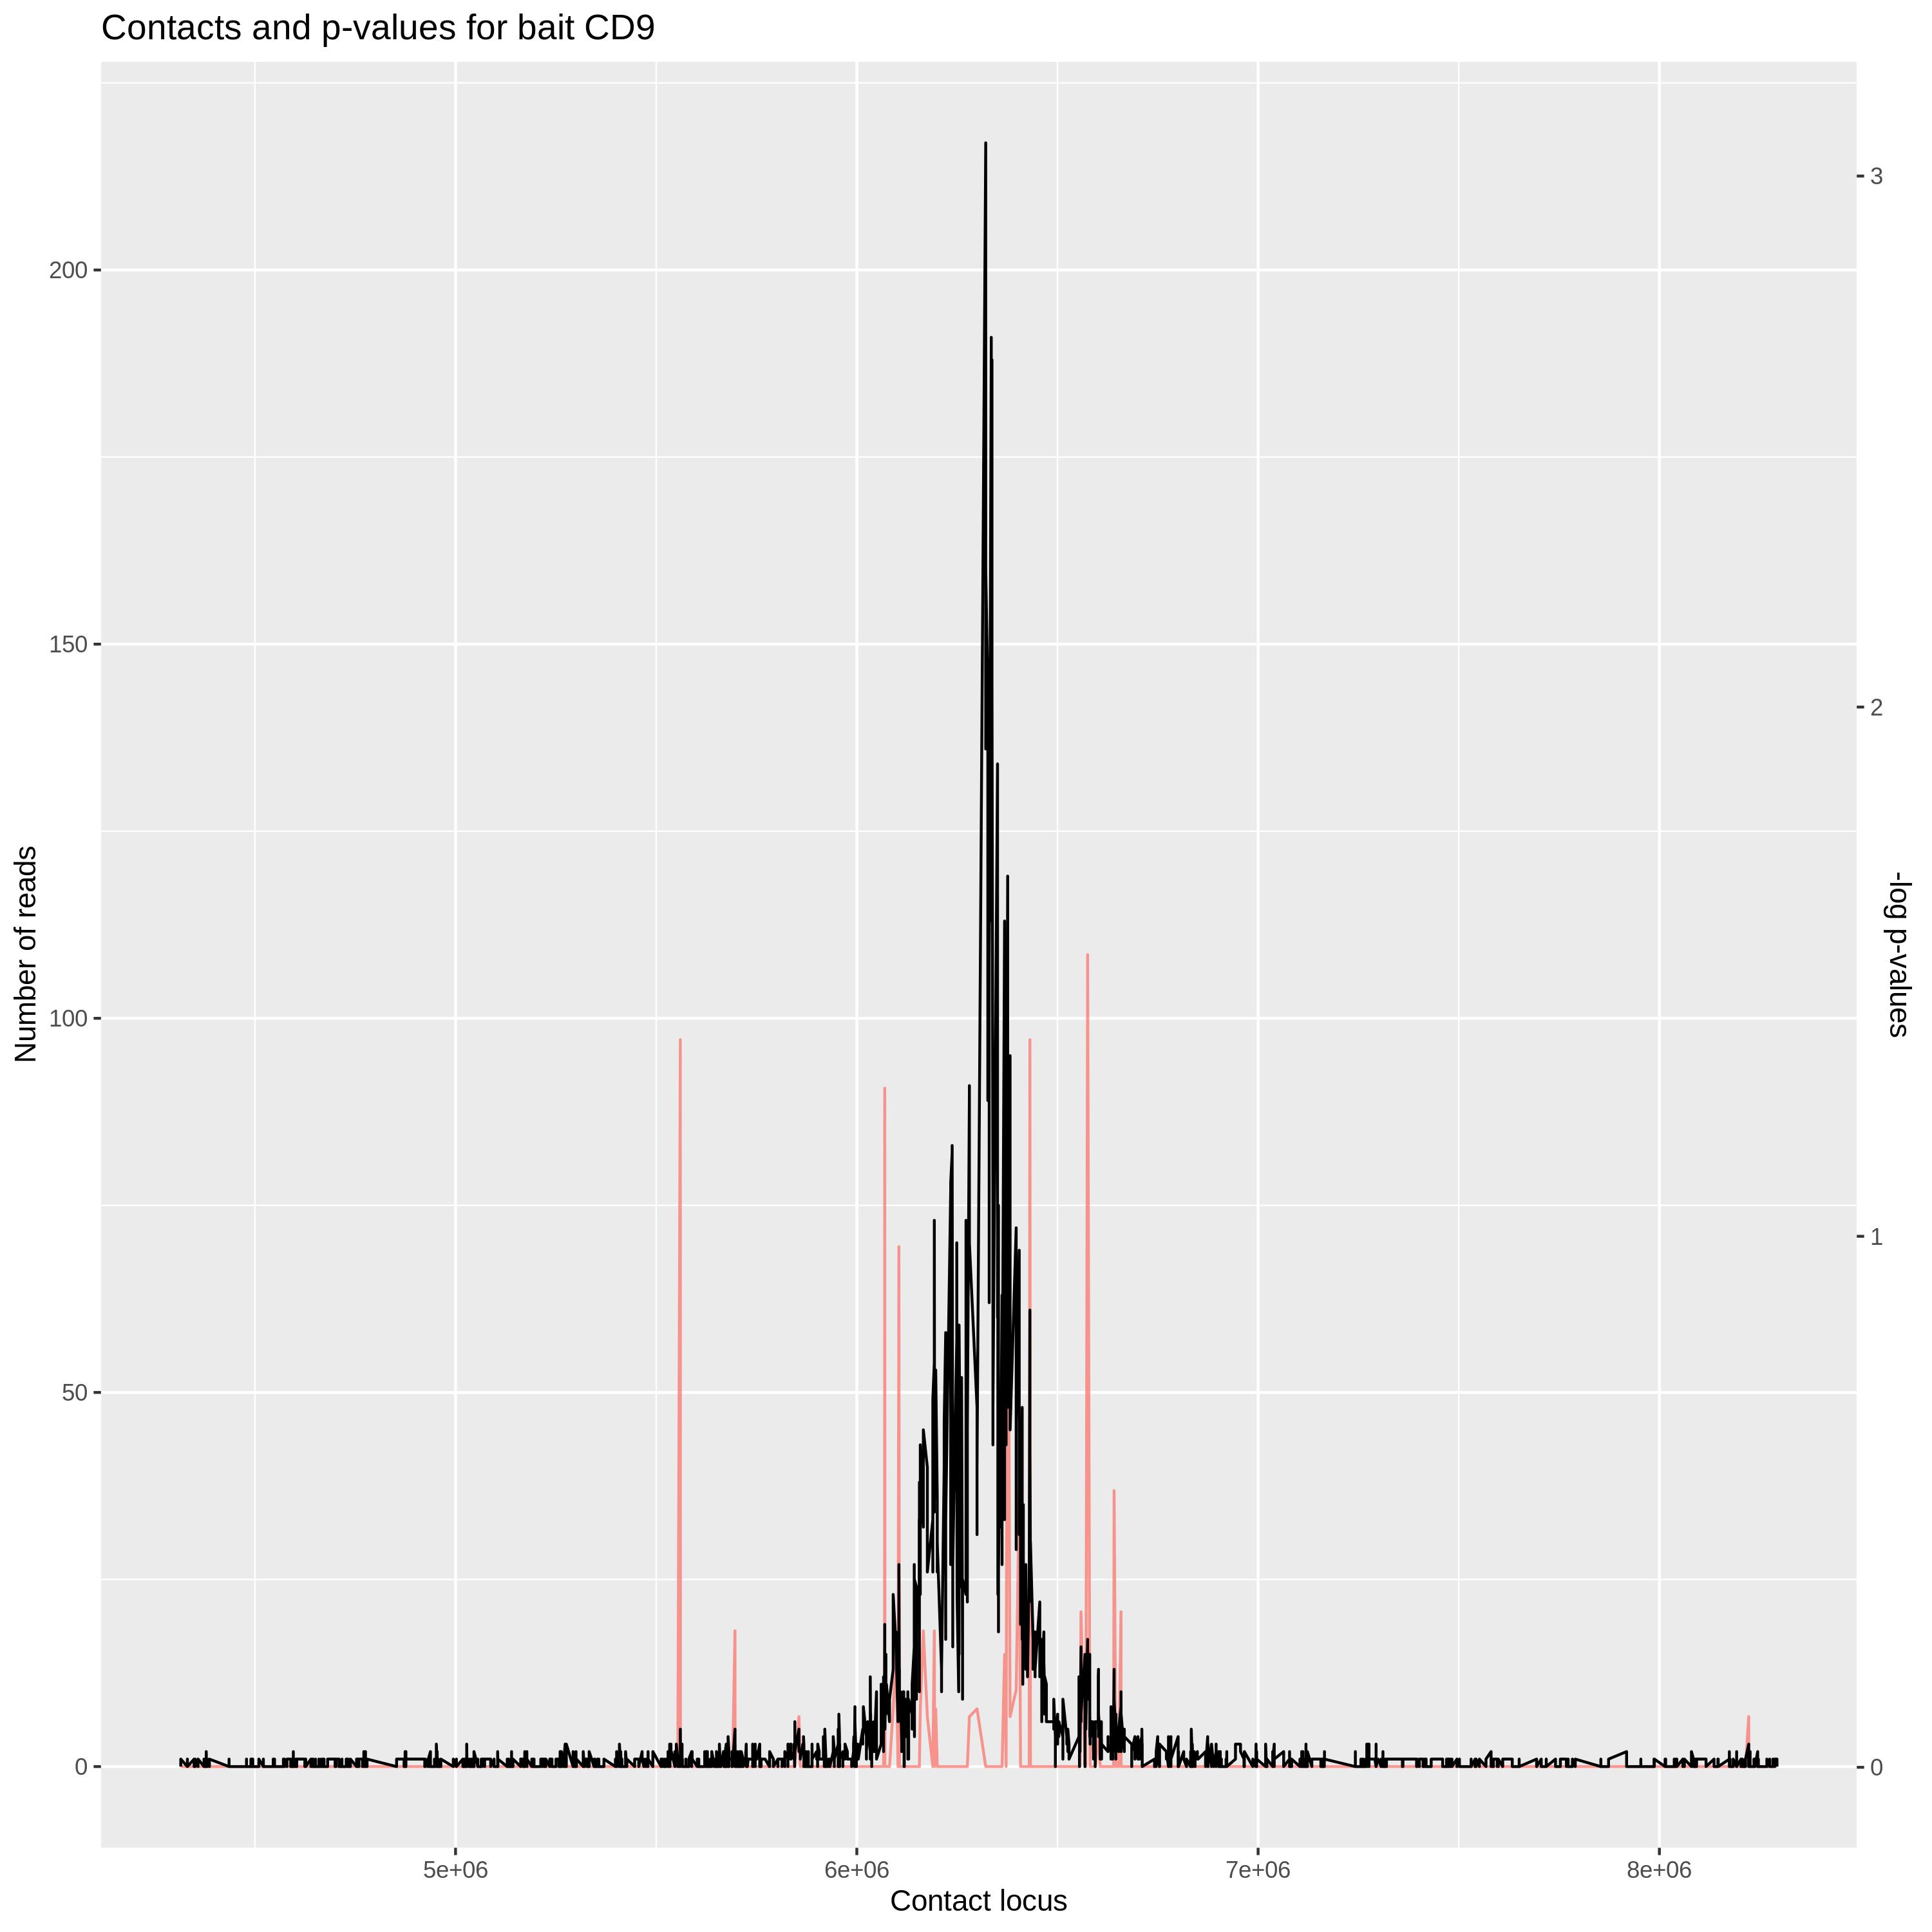 Contacts and p-values for bait CD9
Number of reads
200
150
100
50
0
3
2
1
0
-log p-values
5e+06
6e+06
7e+06
8e+06
Contact locus